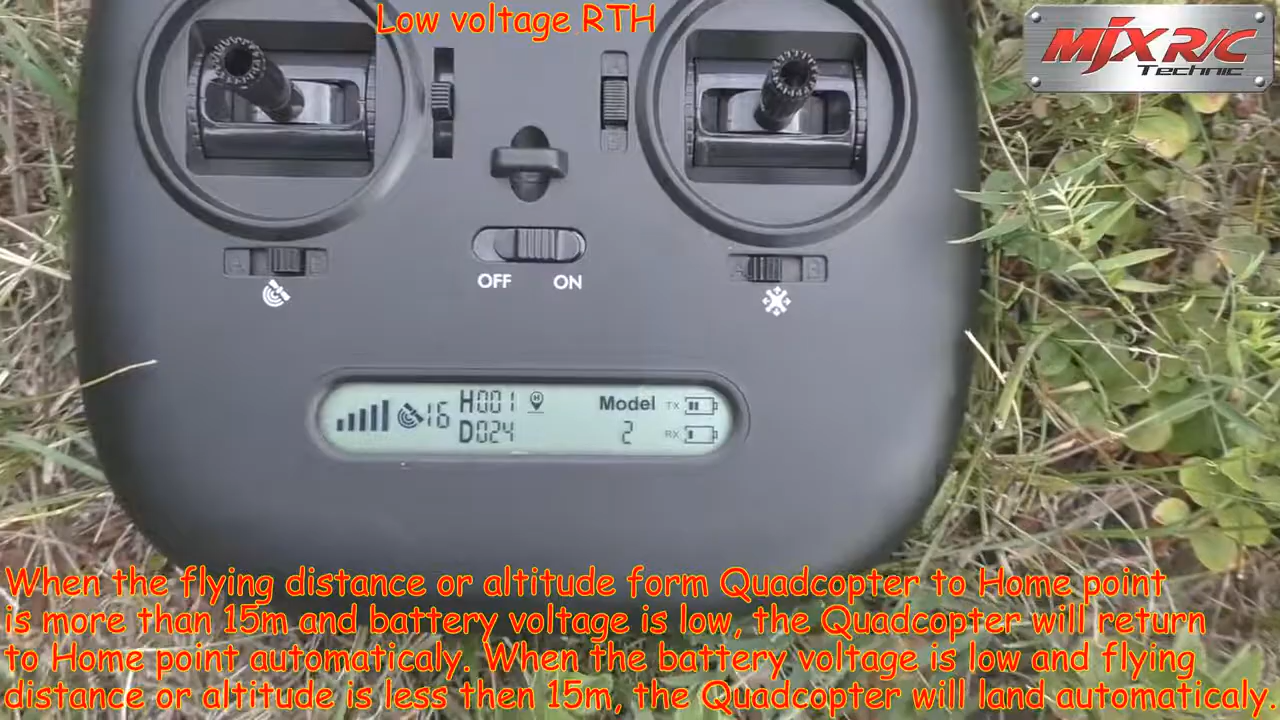 Low voltage RTH
MJX R/C
Technic
A B
OFF ON
A B
16 H001 Model TX
D024 2 RX
When the flying distance or altitude form Quadcopter to Home point
is more than 15m and battery voltage is low, the Quadcopter will return
to Home point automaticaly. When the battery voltage is low and flying
distance or altitude is less then 15m, the Quadcopter will land automaticaly.